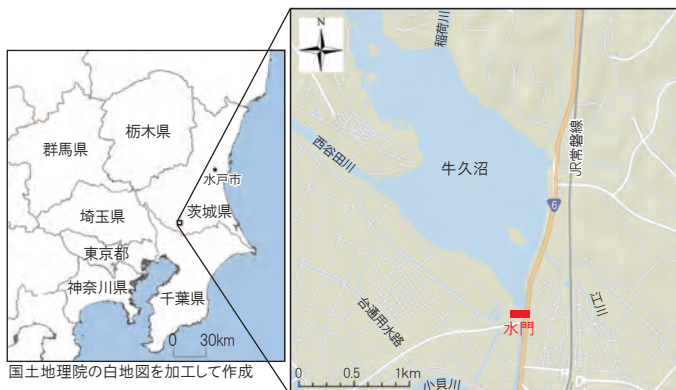 栃木県
群馬県
水戸市
茨城県
埼玉県
東京都
神奈川県
千葉県
0 30km
国土地理院の白地図を加工して作成
稲荷川
西谷田川
牛久沼
JR常磐線
6
台通用水路
江川
水門
小貝川
0 0.5 1km